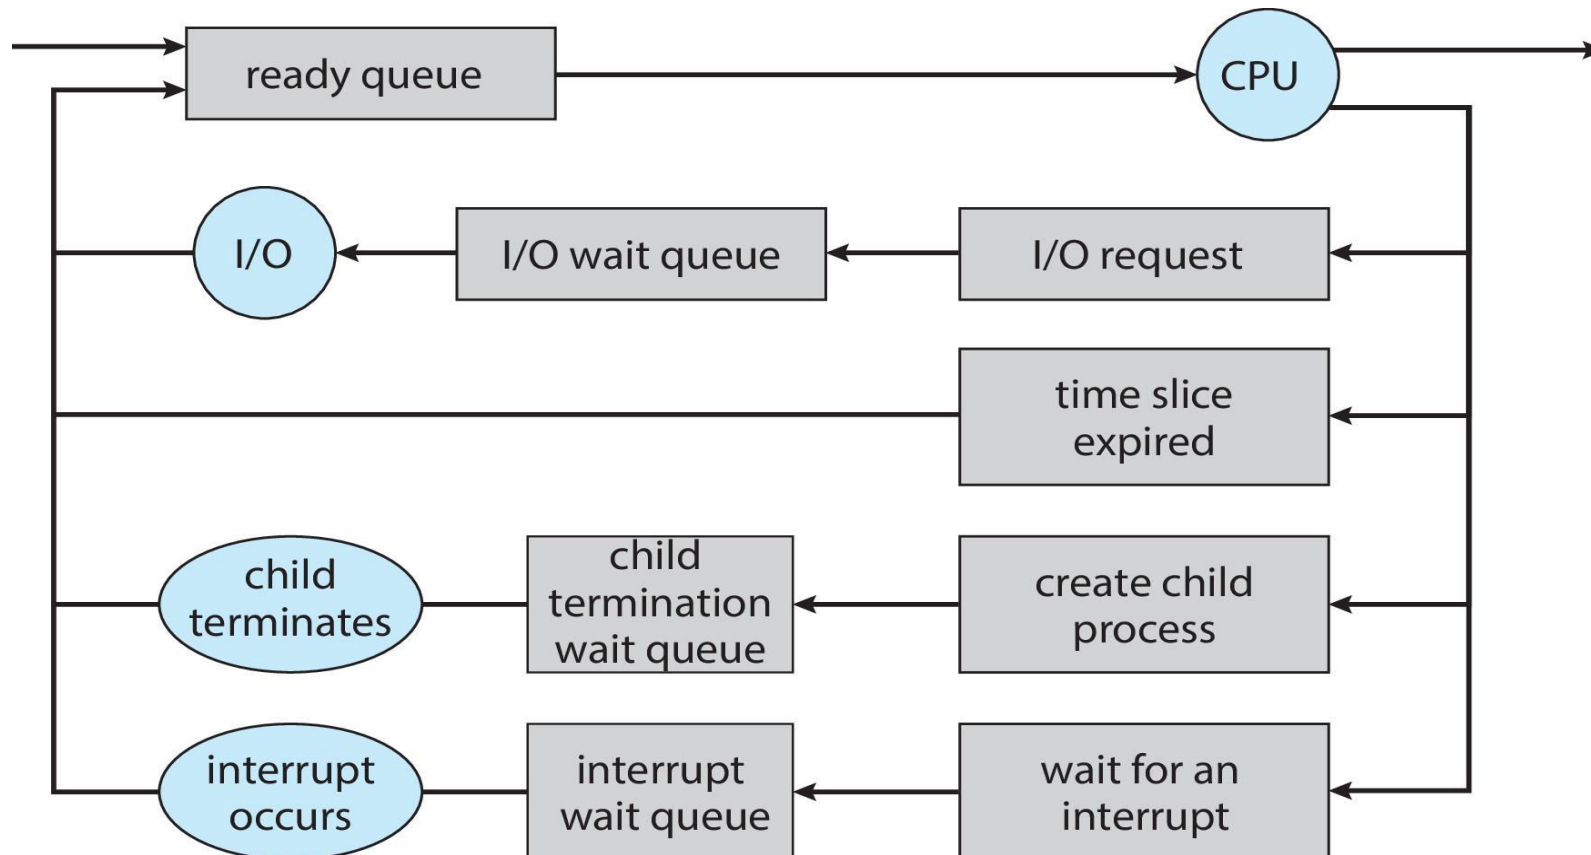 ready queue
CPU
I/O
I/O wait queue
I/O request
time slice
expired
child
terminates
child
termination
wait queue
create child
process
interrupt
occurs
interrupt
wait queue
wait for an
interrupt